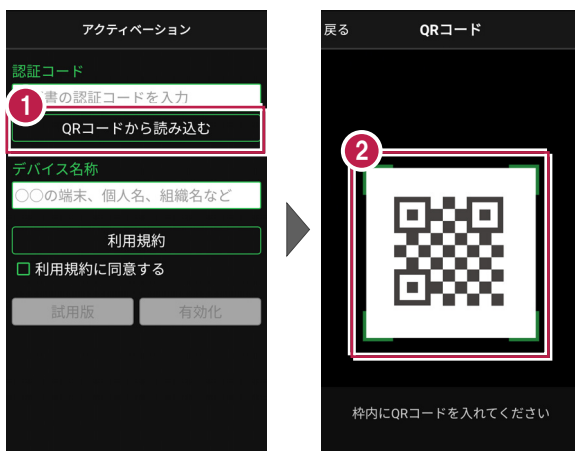 アクティベーション
認証コード
書の認証コードを入力
1
QRコードから読み込む
デバイス名称
○○の端末、個人名、組織名など
利用規約
利用規約に同意する
試用版
有効化
戻る
QRコード
2
枠内にQRコードを入れてください